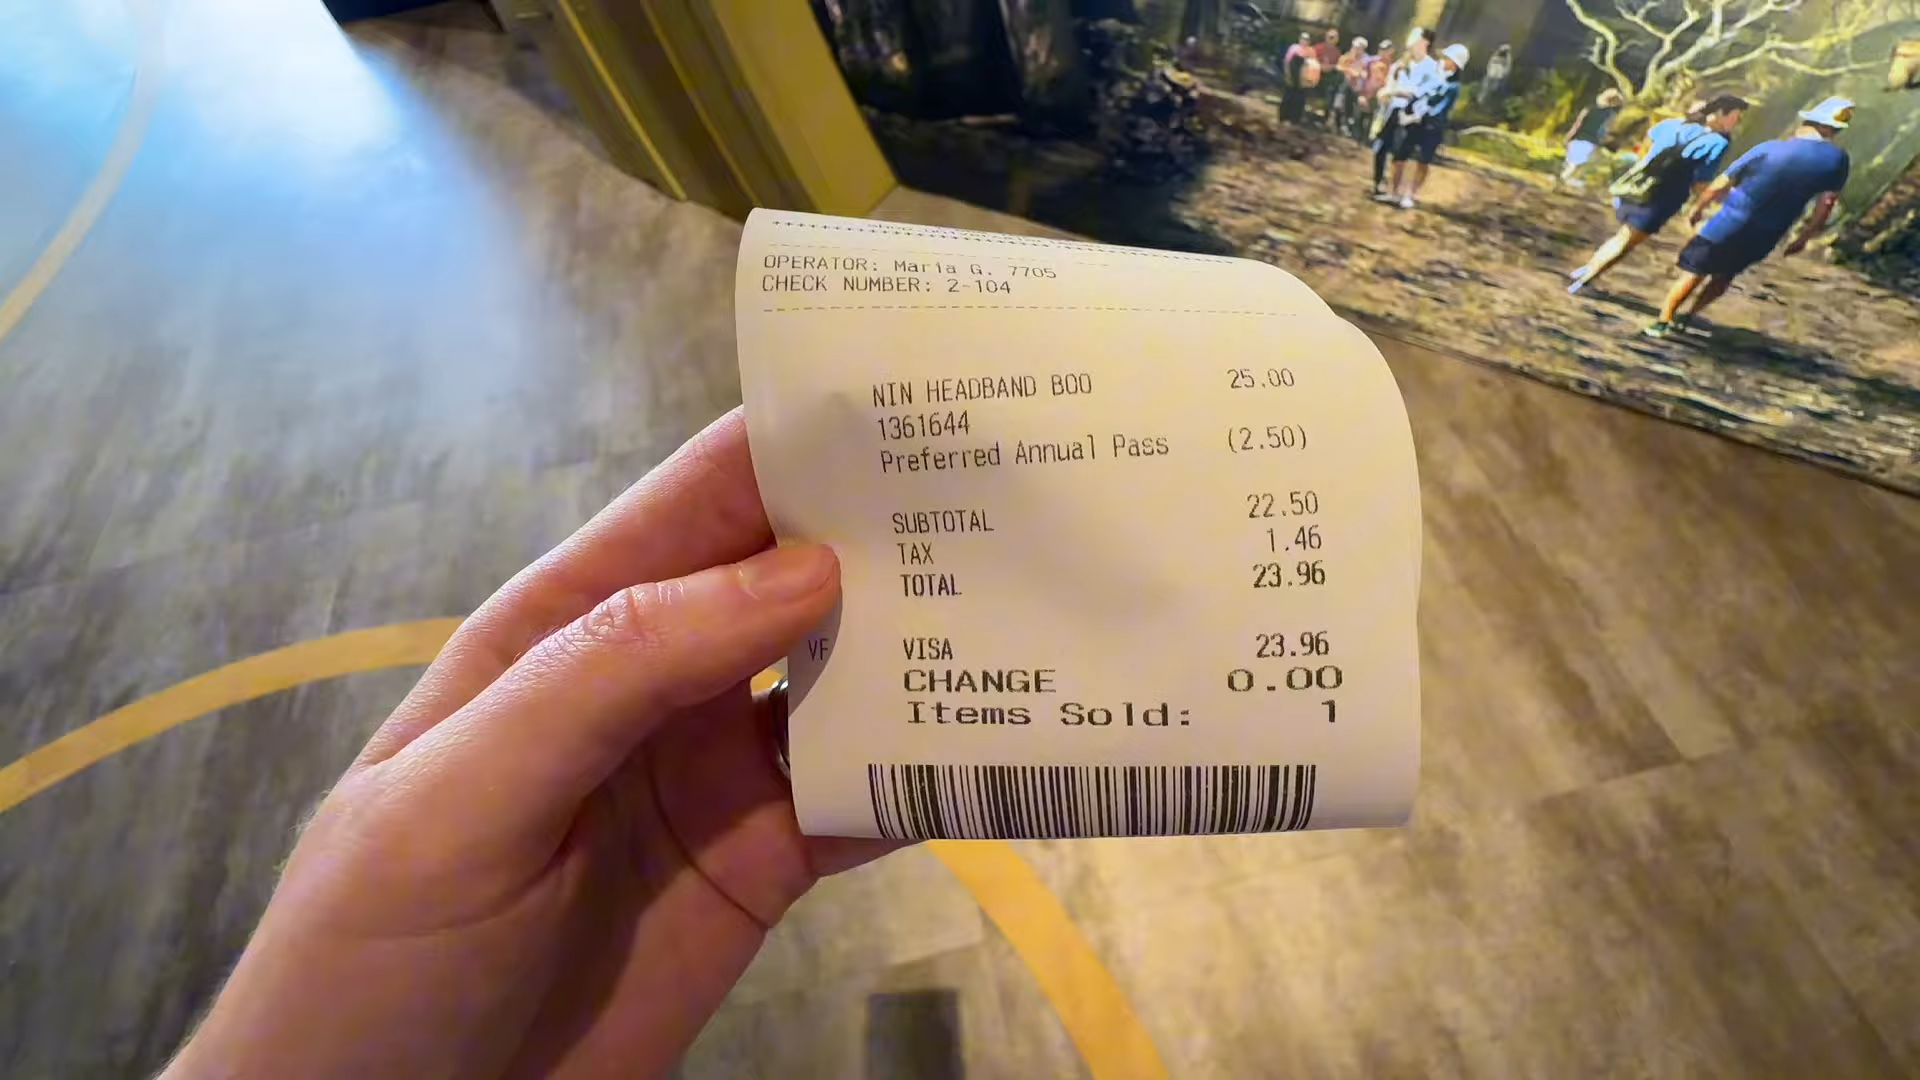 OPERATOR: Maria G. 7705
CHECK NUMBER: 2-104
NIN HEADBAND BOO 25.00
1361644
Preferred Annual Pass (2.50)
SUBTOTAL 22.50
TAX 1.46
TOTAL 23.96
VF VISA 23.96
CHANGE 0.00
Items Sold: 1